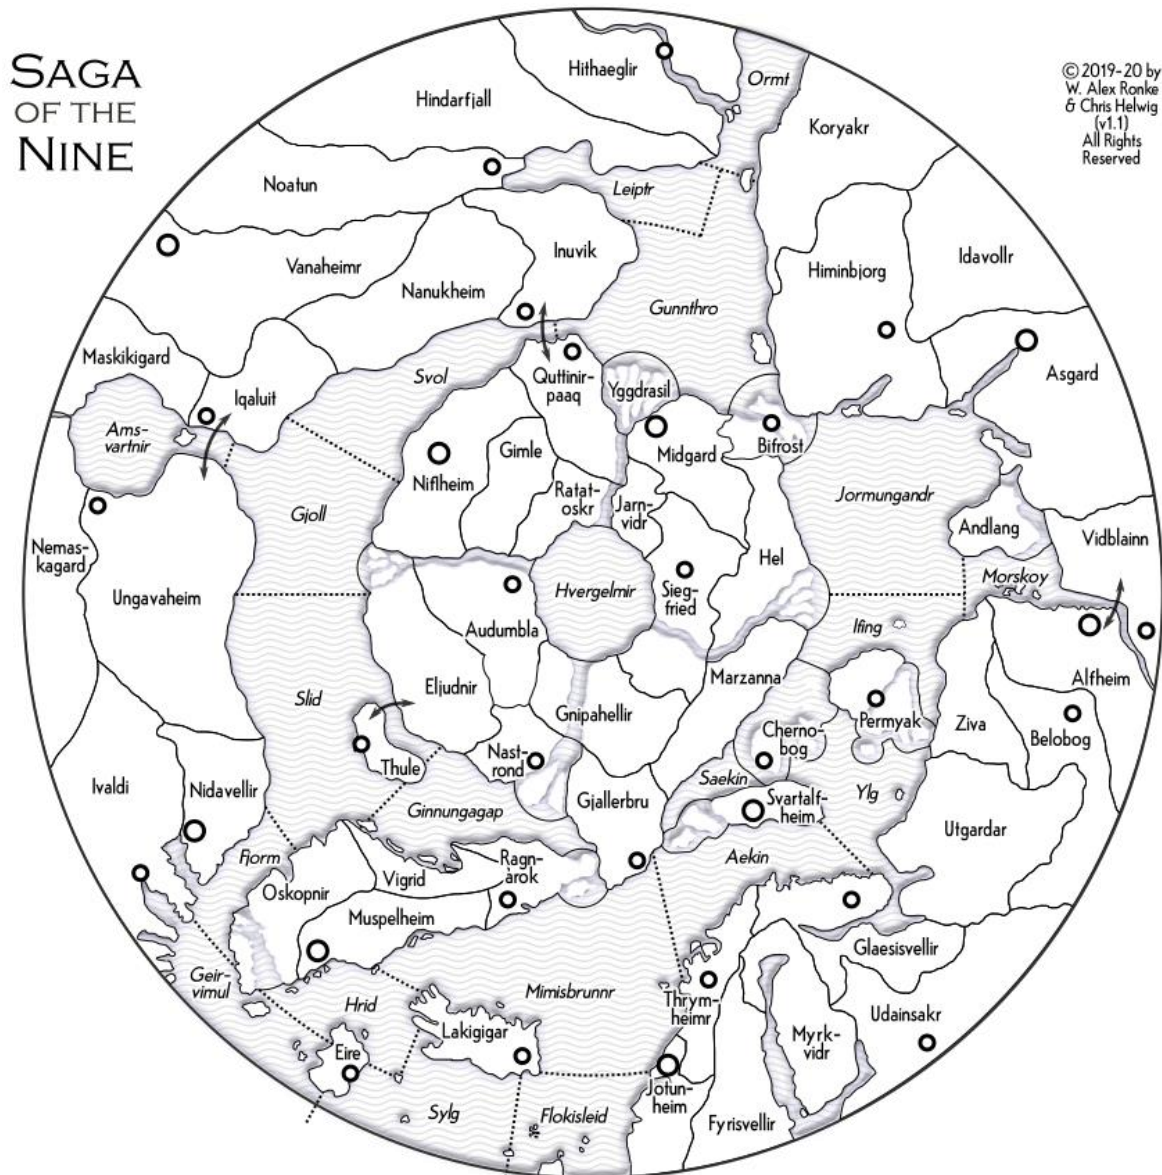 SAGA
OF THE
NINE
© 2019-20 by
W. Alex Ronke
& Chris Helwig
(v1.1)
All Rights
Reserved
Hithaeglir
Ormt
Hindarfjall
Koryakr
Noatun
Leiptr
Inuvik
Idavollr
Vanaheimr
Himinbjorg
Nanukheim
Gunnthro
Maskikigard
Svol
Quttinir-
paaq
Yggdrasil
Asgard
Iqaluit
Ams-
vartnir
Midgard
Bifrost
Gimle
Niflheim
Ratat-
oskr
Jarn-
vidr
Jormungandr
Gjoll
Andlang
Vidblainn
Nemas-
kagard
Hel
Morskoy
Ungavaheim
Hvergelmir
Sieg-
fried
Ifing
Audumbla
Marzanna
Alfheim
Eljudnir
Slid
Gnipahellir
Permyak
Ziva
Belobog
Cherno-
bog
Nast-
rond
Thule
Saekin
Ivaldi
Nidavellir
Ylg
Gjallerbru
Svartalf-
heim
Ginnungagap
Utgardar
Fjorm
Aekin
Ragn-
arok
Vigrid
Oskopnir
Muspelheim
Glaesisvellir
Geir-
vimul
Mimisbrunnr
Hrid
Thrym-
heimr
Udainsakr
Lakigigar
Myrk-
vidr
Eire
Jotun-
heim
Sylg
Flokisleid
Fyrisvellir